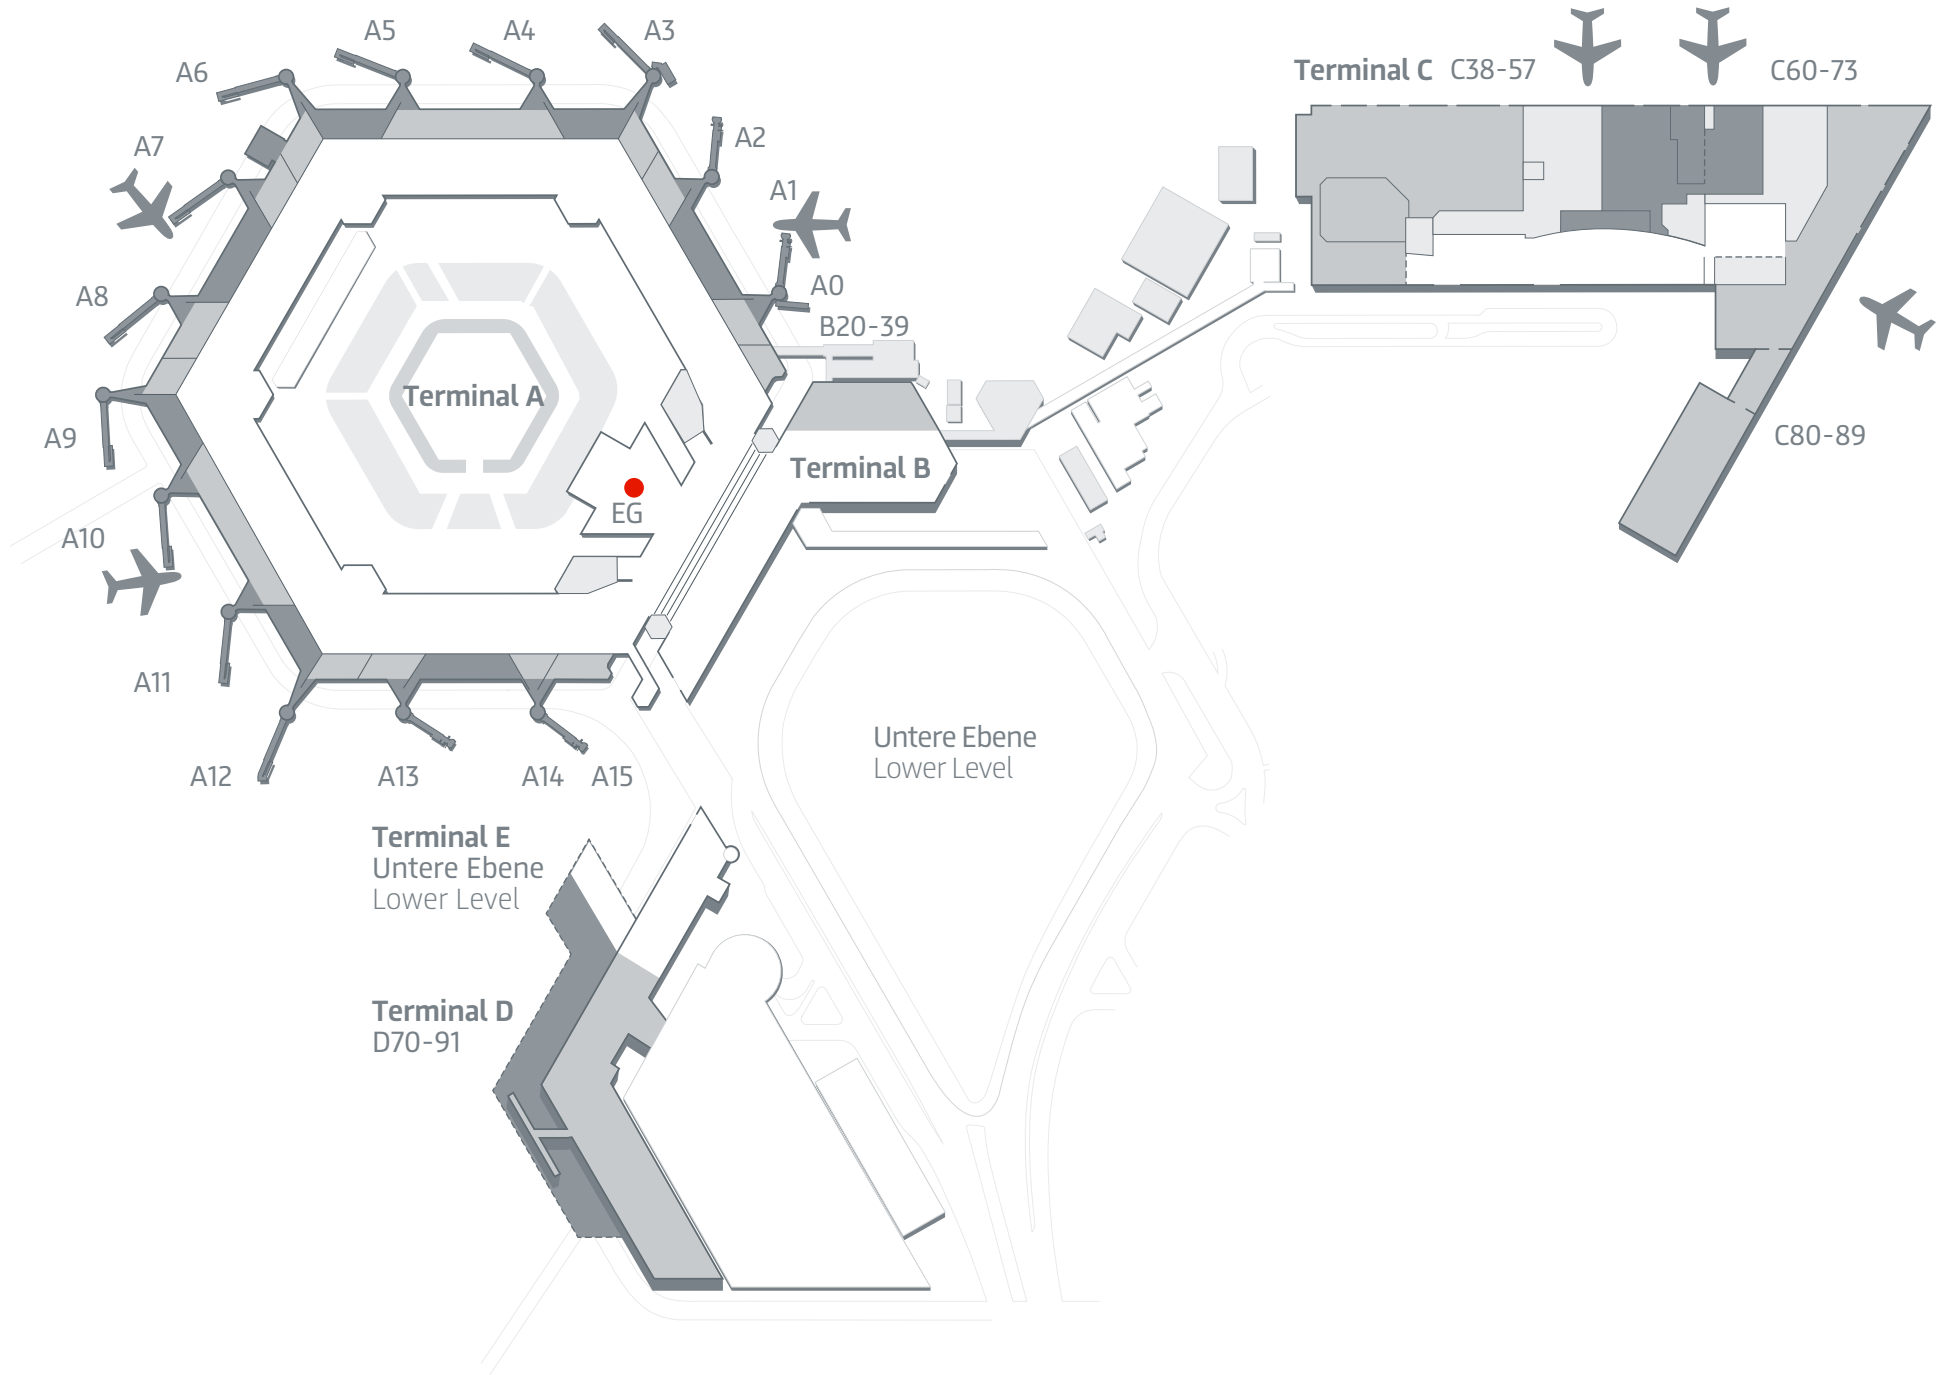 A5
A4
A3
A6
Terminal C C38-57
C60-73
A7
A2
A1
A8
A0
B20-39
Terminal A
A9
C80-89
Terminal B
EG
A10
A11
Untere Ebene
Lower Level
A12
A13
A14
A15
Terminal E
Untere Ebene
Lower Level
Terminal D
D70-91